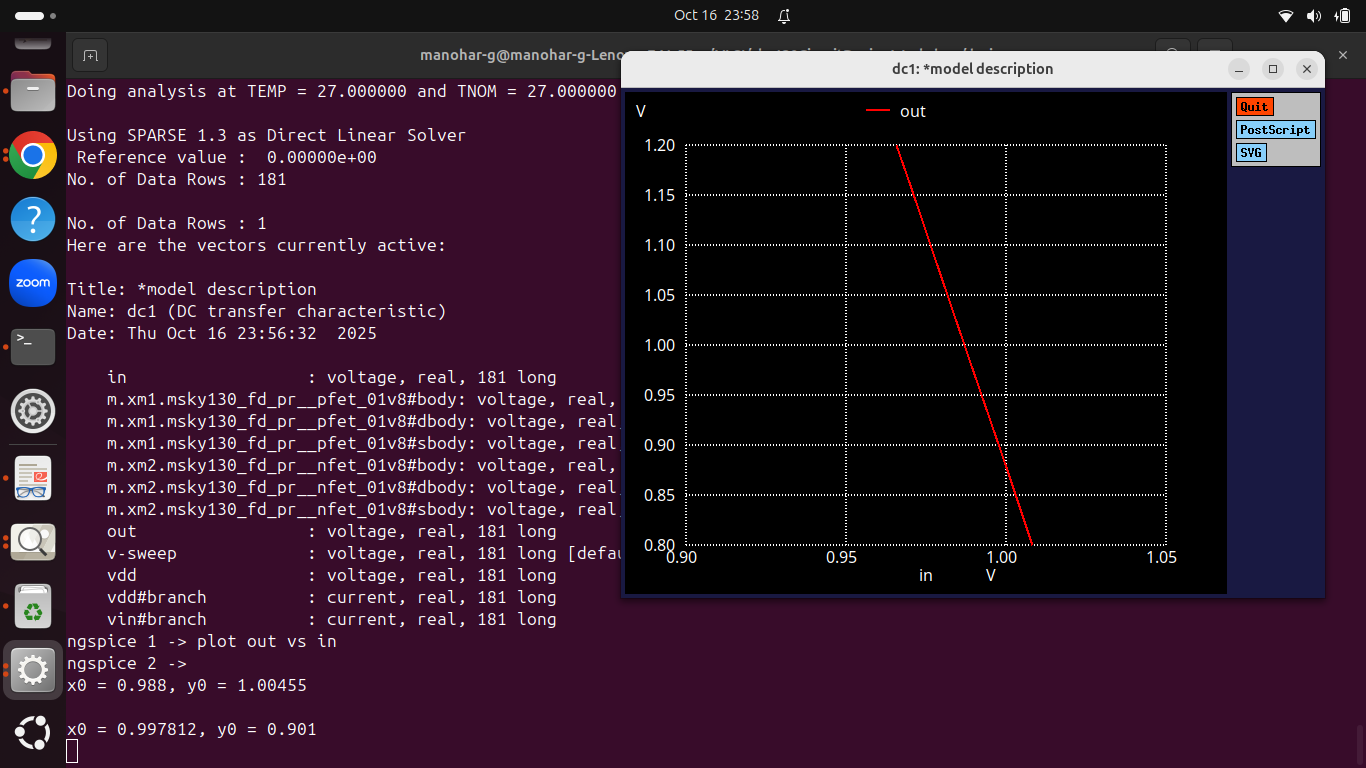 Oct 16 23:58
manohar-g@manohar-g-Leno
Doing analysis at TEMP = 27.000000 and TNOM = 27.000000
Using SPARSE 1.3 as Direct Linear Solver
Reference value : 0.00000e+00
No. of Data Rows : 181
No. of Data Rows : 1
Here are the vectors currently active:
Title: *model description
Name: dc1 (DC transfer characteristic)
Date: Thu Oct 16 23:56:32 2025
in : voltage, real, 181 long
m.xm1.msky130_fd_pr__pfet_01v8#body: voltage, real,
m.xm1.msky130_fd_pr__pfet_01v8#dbody: voltage, real,
m.xm1.msky130_fd_pr__pfet_01v8#sbody: voltage, real,
m.xm2.msky130_fd_pr__nfet_01v8#body: voltage, real,
m.xm2.msky130_fd_pr__nfet_01v8#dbody: voltage, real,
m.xm2.msky130_fd_pr__nfet_01v8#sbody: voltage, real,
out : voltage, real, 181 long
v-sweep : voltage, real, 181 long [defau
vdd : voltage, real, 181 long
vdd#branch : current, real, 181 long
vin#branch : current, real, 181 long
ngspice 1 -> plot out vs in
ngspice 2 ->
x0 = 0.988, y0 = 1.00455
x0 = 0.997812, y0 = 0.901
dc1: *model description
V
out
1.20
1.15
1.10
1.05
1.00
0.95
0.90
0.85
0.80
0.90 0.95 1.00 1.05
in V
Quit
PostScript
SVG
zoom